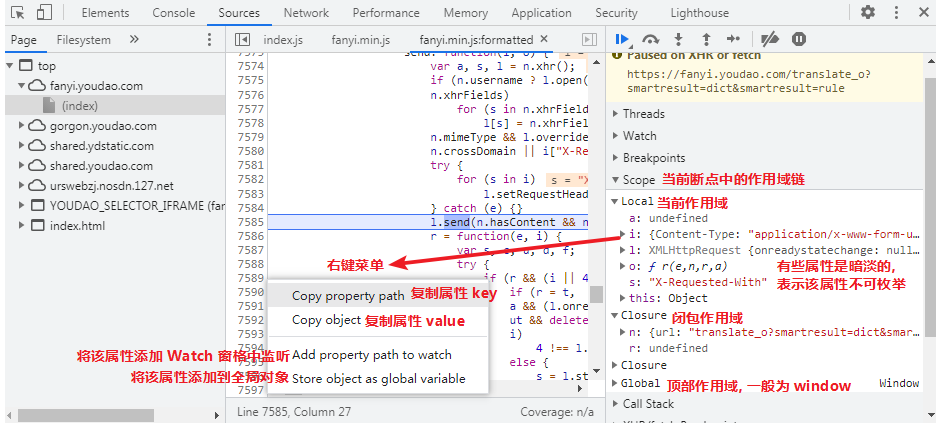 Elements Console Sources Network Performance Memory Application Security Lighthouse
Page Filesystem
top
fanyi.youdao.com
(index)
gorgon.youdao.com
shared.ydstatic.com
shared.youdao.com
urswebzj.nosdn.127.net
YOUDAO_SELECTOR_IFRAME (far
index.html
index.js fanyi.min.js fanyi.min.js:formatted
7574 var a, s, l = n.xhr();
7575 if (n.username ? l.open(
7576 n.xhrFields)
7577 for (s in n.xhrField
7578 l[s] = n.xhrFiel
7579 n.mimeType && l.override
7580 n.crossDomain || i["X-Re
7581 try {
7582 for (s in i) s = "X
7583 l.setRequestHead
7584 } catch (e) {}
7585 l.send(n.hasContent && n
7586 r = function(e, i) {
7587 var s, c, u, d, f;
7588 try {
7589 if (r && (i || 4
7590 if (r = t,
7591 a && (l.onre
7592 ut && delete
7593 i)
7594 4 !== l.
7595 else {
7596 s = l.st
7597
右键菜单
Copy property path 复制属性 key
Copy object 复制属性 value
Add property path to watch
Store object as global variable
将该属性添加 Watch 窗格中监听
将该属性添加到全局对象
Line 7585, Column 27 Coverage: n/a
Paused on XHR or fetch
https://fanyi.youdao.com/translate_o?
smartresult=dict&smartresult=rule
Threads
Watch
Breakpoints
Scope 当前断点中的作用域链
Local 当前作用域
a: undefined
i: {Content-Type: "application/x-www-form-u…
l: XMLHttpRequest {onreadystatechange: null…
o: ƒ r(e,n,r,a) 有些属性是暗淡的,
s: "X-Requested-With" 表示该属性不可枚举
this: Object
Closure 闭包作用域
n: {url: "translate_o?smartresult=dict&smar…
r: undefined
Closure
Global 顶部作用域, 一般为 window Window
Call Stack